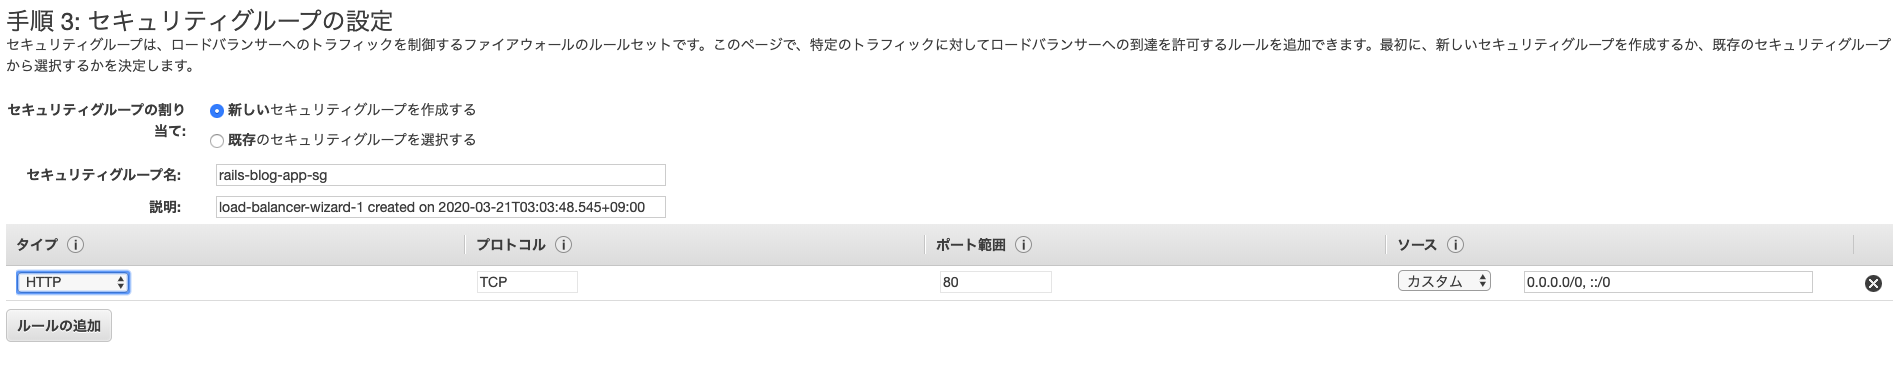 手順 3: セキュリティグループの設定
セキュリティグループは、ロードバランサーへのトラフィックを制御するファイアウォールのルールセットです。このページで、特定のトラフィックに対してロードバランサーへの到達を許可するルールを追加できます。最初に、新しいセキュリティグループを作成するか、既存のセキュリティグループ
から選択するかを決定します。
セキュリティグループの割り
当て:
新しいセキュリティグループを作成する
既存のセキュリティグループを選択する
セキュリティグループ名: rails-blog-app-sg
説明: load-balancer-wizard-1 created on 2020-03-21T03:03:48.545+09:00
タイプ i プロトコル i ポート範囲 i ソース i
HTTP TCP 80 カスタム 0.0.0.0/0, ::/0
ルールの追加